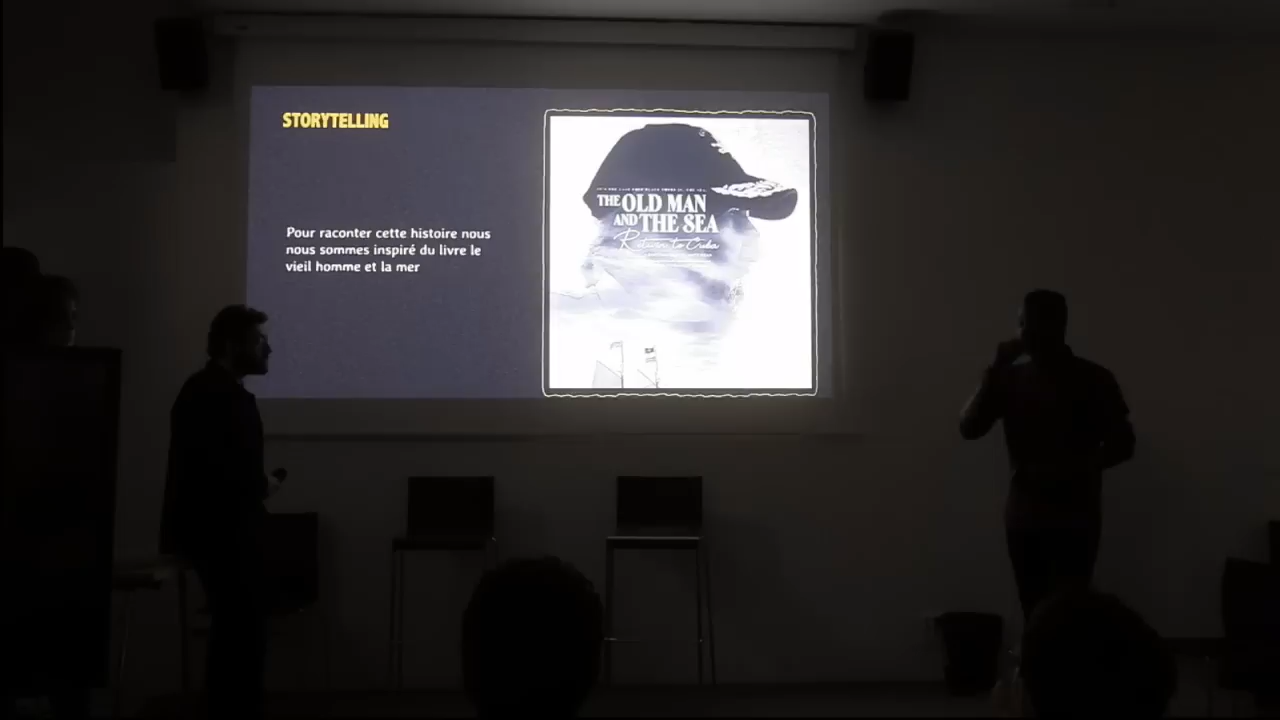 STORYTELLING
Pour raconter cette histoire nous
nous sommes inspiré du livre le
vieil homme et la mer
THE OLD MAN
AND THE SEA
Return to Cuba